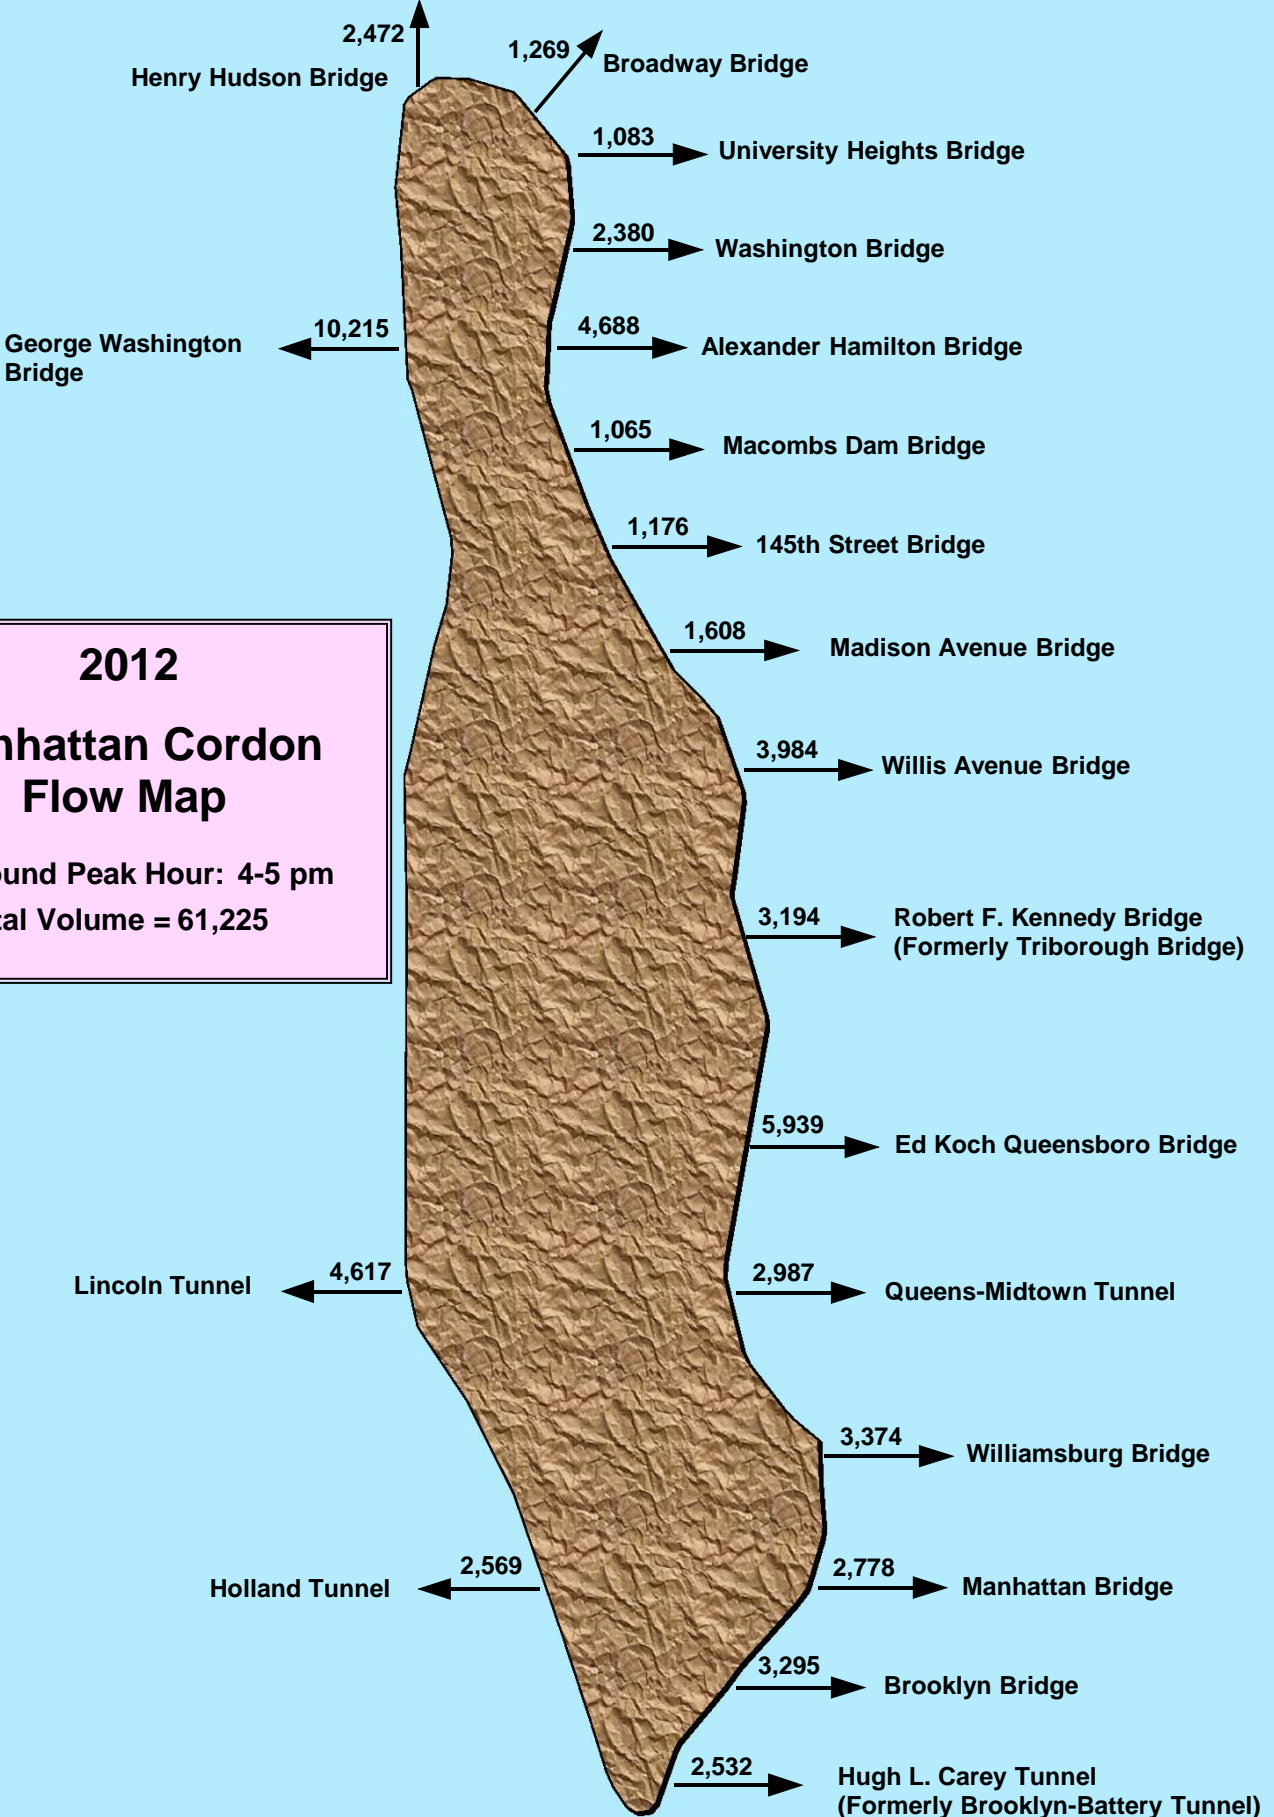 2,472
Henry Hudson Bridge
1,269
Broadway Bridge
1,083
University Heights Bridge
2,380
Washington Bridge
10,215
George Washington
Bridge
4,688
Alexander Hamilton Bridge
1,065
Macombs Dam Bridge
1,176
145th Street Bridge
1,608
Madison Avenue Bridge
2012
nhattan Cordon
Flow Map
ound Peak Hour: 4-5 pm
tal Volume = 61,225
3,984
Willis Avenue Bridge
3,194
Robert F. Kennedy Bridge
(Formerly Triborough Bridge)
5,939
Ed Koch Queensboro Bridge
4,617
Lincoln Tunnel
2,987
Queens-Midtown Tunnel
3,374
Williamsburg Bridge
2,569
Holland Tunnel
2,778
Manhattan Bridge
3,295
Brooklyn Bridge
2,532
Hugh L. Carey Tunnel
(Formerly Brooklyn-Battery Tunnel)